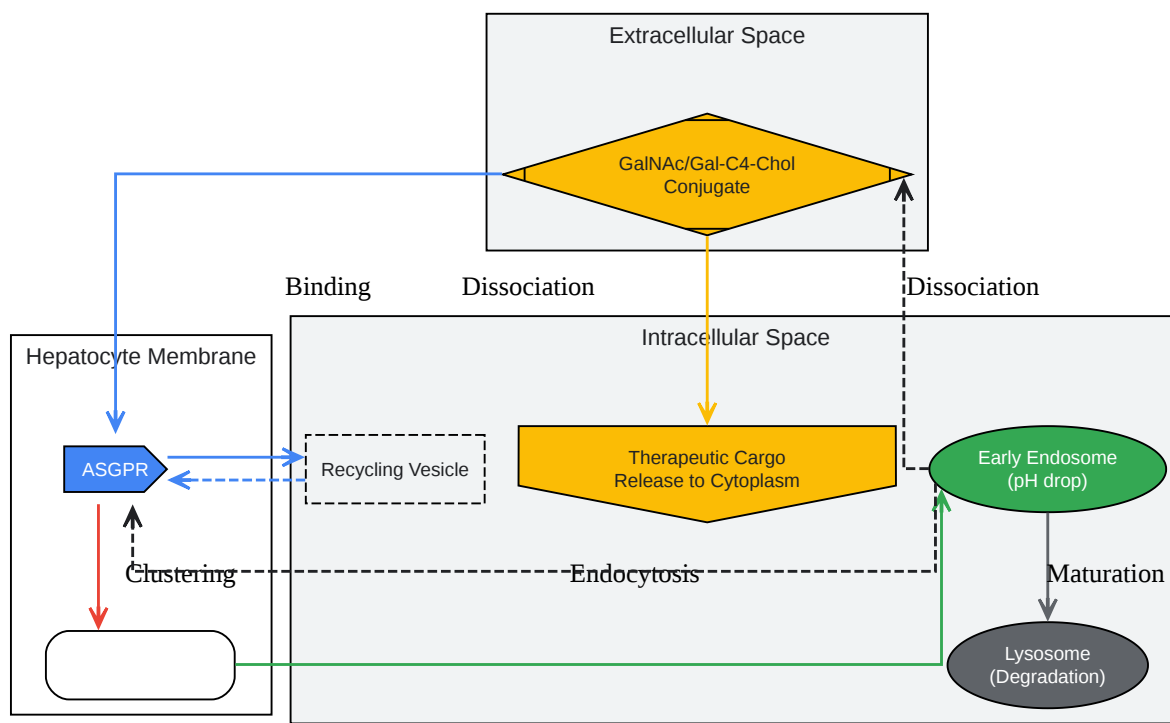 Extracellular Space
GalNAc/Gal-C4-Chol
Conjugate
Binding
Dissociation
Dissociation
Hepatocyte Membrane
Intracellular Space
ASGPR
Recycling Vesicle
Therapeutic Cargo
Release to Cytoplasm
Early Endosome
(pH drop)
Clustering
Endocytosis
Maturation
Lysosome
(Degradation)